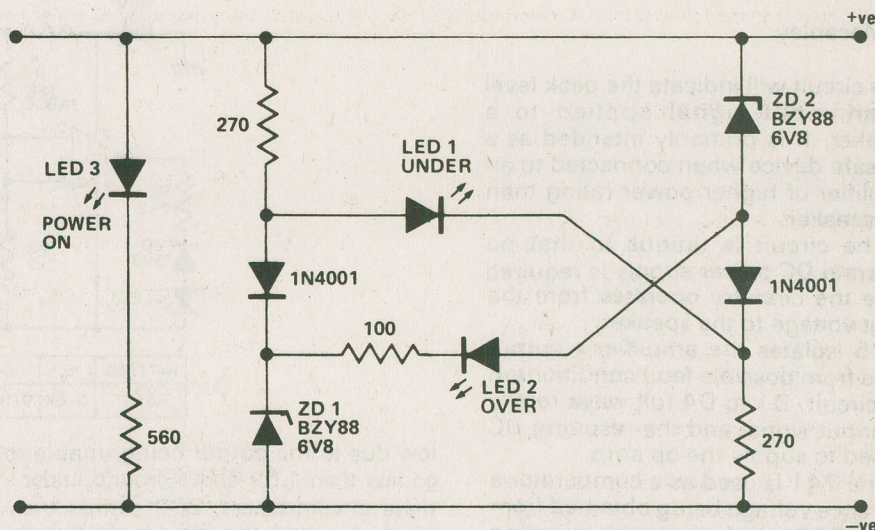 +ve
270
ZD 2
BZY88
6V8
LED 3
LED 1
UNDER
POWER
ON
1N4001
1N4001
100
LED 2
OVER
ZD 1
BZY88
6V8
560
270
–ve